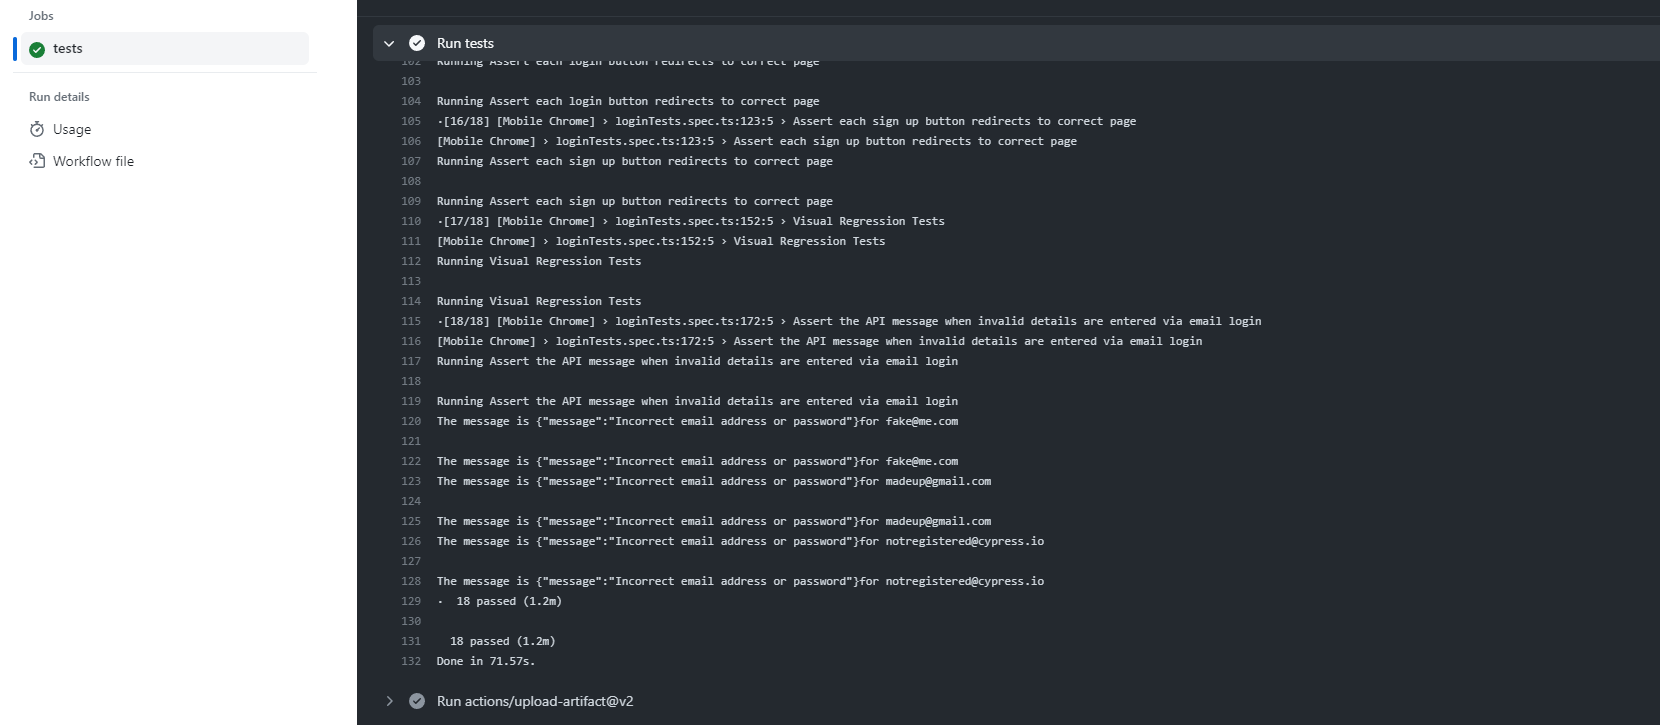 Jobs
tests
Run details
Usage
Workflow file
Run tests
102 Running Assert each login button redirects to correct page
103
104 Running Assert each login button redirects to correct page
105 ·[16/18] [Mobile Chrome] › loginTests.spec.ts:123:5 › Assert each sign up button redirects to correct page
106 [Mobile Chrome] › loginTests.spec.ts:123:5 › Assert each sign up button redirects to correct page
107 Running Assert each sign up button redirects to correct page
108
109 Running Assert each sign up button redirects to correct page
110 ·[17/18] [Mobile Chrome] › loginTests.spec.ts:152:5 › Visual Regression Tests
111 [Mobile Chrome] › loginTests.spec.ts:152:5 › Visual Regression Tests
112 Running Visual Regression Tests
113
114 Running Visual Regression Tests
115 ·[18/18] [Mobile Chrome] › loginTests.spec.ts:172:5 › Assert the API message when invalid details are entered via email login
116 [Mobile Chrome] › loginTests.spec.ts:172:5 › Assert the API message when invalid details are entered via email login
117 Running Assert the API message when invalid details are entered via email login
118
119 Running Assert the API message when invalid details are entered via email login
120 The message is {"message":"Incorrect email address or password"}for fake@me.com
121
122 The message is {"message":"Incorrect email address or password"}for fake@me.com
123 The message is {"message":"Incorrect email address or password"}for madeup@gmail.com
124
125 The message is {"message":"Incorrect email address or password"}for madeup@gmail.com
126 The message is {"message":"Incorrect email address or password"}for notregistered@cypress.io
127
128 The message is {"message":"Incorrect email address or password"}for notregistered@cypress.io
129 ·  18 passed (1.2m)
130
131   18 passed (1.2m)
132 Done in 71.57s.
Run actions/upload-artifact@v2